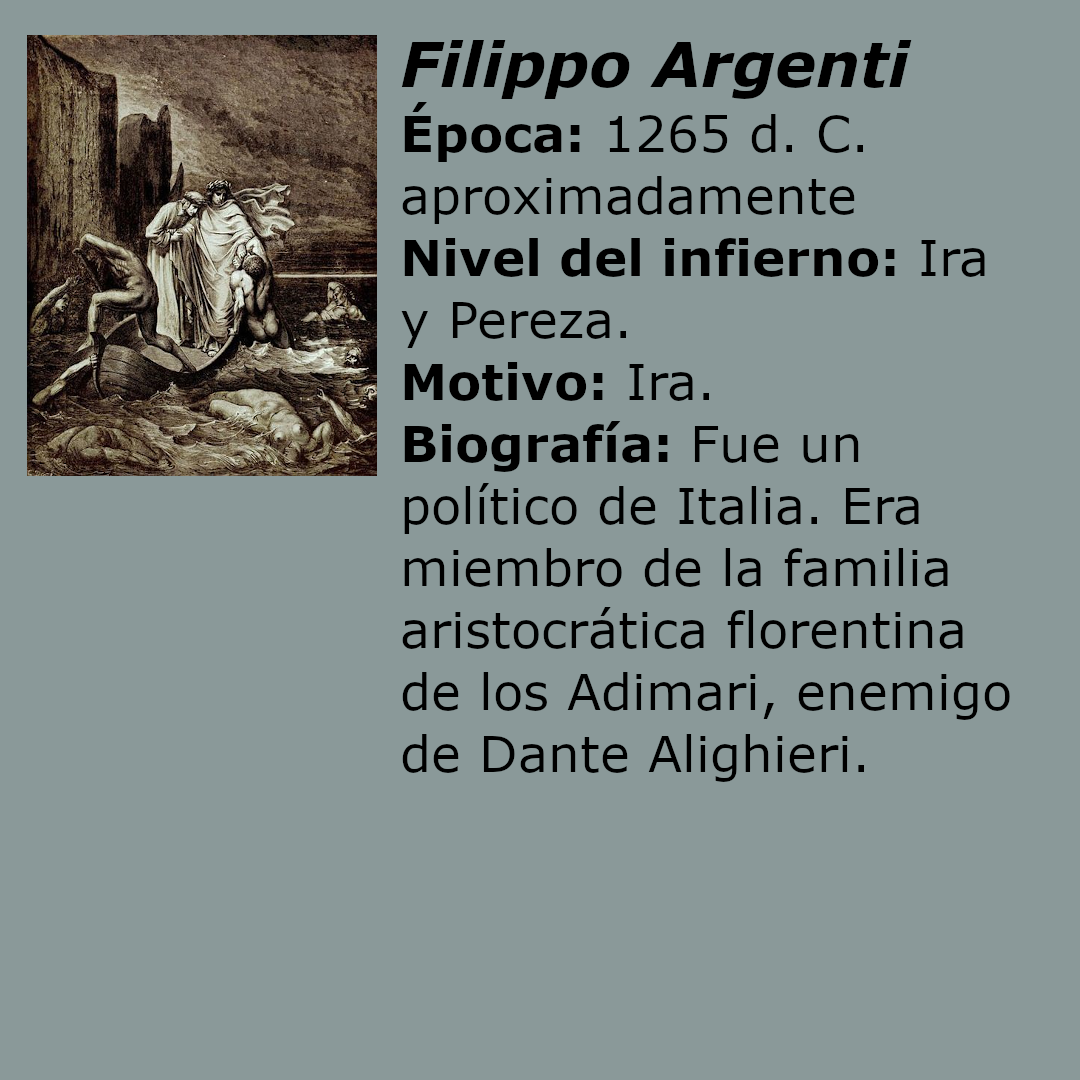 Filippo Argenti
Época: 1265 d. C.
aproximadamente
Nivel del infierno: Ira
y Pereza.
Motivo: Ira.
Biografía: Fue un
político de Italia. Era
miembro de la familia
aristocrática florentina
de los Adimari, enemigo
de Dante Alighieri.